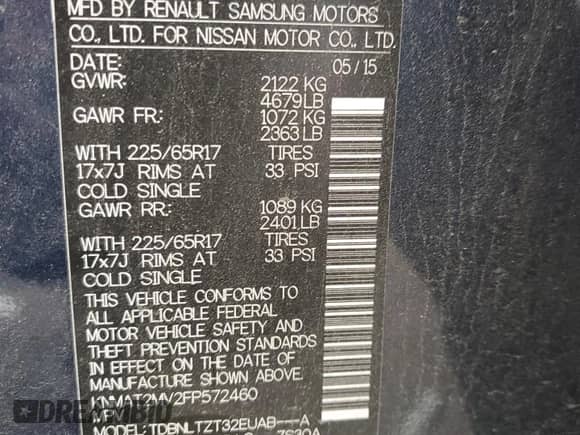 MFD BY RENAULT SAMSUNG MOTORS
CO., LTD. FOR NISSAN MOTOR CO., LTD.
DATE: 05/15
GVWR: 2122 KG
4679 LB
GAWR FR.: 1072 KG
2363 LB
WITH 225/65R17 TIRES
17x7J RIMS AT 33 PSI
COLD SINGLE
GAWR RR.: 1089 KG
2401 LB
WITH 225/65R17 TIRES
17x7J RIMS AT 33 PSI
COLD SINGLE
THIS VEHICLE CONFORMS TO
ALL APPLICABLE FEDERAL
MOTOR VEHICLE SAFETY AND
THEFT PREVENTION STANDARDS
IN EFFECT ON THE DATE OF
MANUFACTURE SHOWN ABOVE.
KNMAT2MV2FP572460
MPV
MODEL: TDBNLTZT32EUAB---A